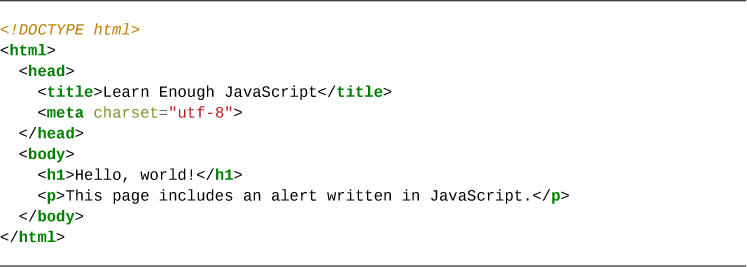 <!DOCTYPE html>
<html>
  <head>
    <title>Learn Enough JavaScript</title>
    <meta charset="utf-8">
  </head>
  <body>
    <h1>Hello, world!</h1>
    <p>This page includes an alert written in JavaScript.</p>
  </body>
</html>